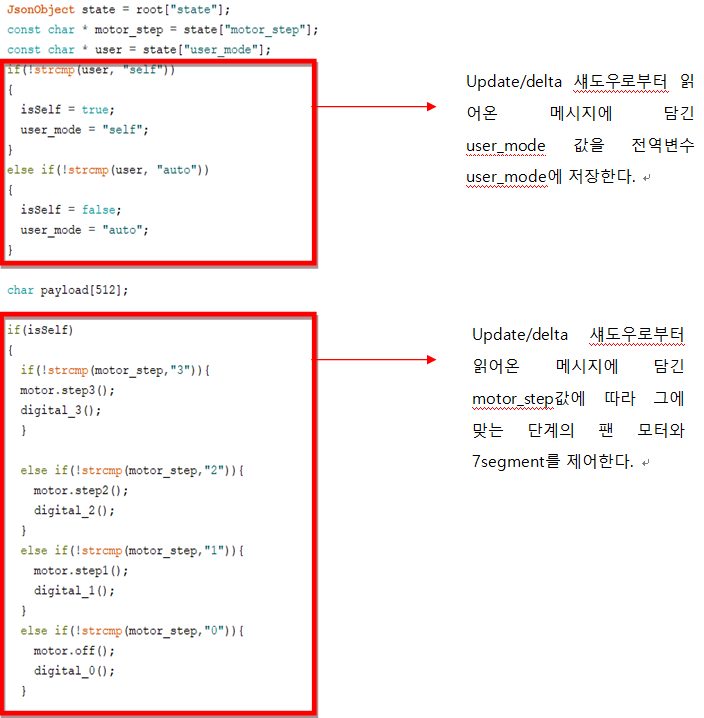 JsonObject state = root["state"];
const char * motor_step = state["motor_step"];
const char * user = state["user_mode"];
if(!strcmp(user, "self"))
{
  isSelf = true;
  user_mode = "self";
}
else if(!strcmp(user, "auto"))
{
  isSelf = false;
  user_mode = "auto";
}
Update/delta 섀도우로부터 읽
어온 메시지에 담긴
user_mode 값을 전역변수
user_mode에 저장한다. ↵
char payload[512];
if(isSelf)
{
  if(!strcmp(motor_step,"3")){
  motor.step3();
  digital_3();
  }
  else if(!strcmp(motor_step,"2")){
    motor.step2();
    digital_2();
  }
  else if(!strcmp(motor_step,"1")){
    motor.step1();
    digital_1();
  }
  else if(!strcmp(motor_step,"0")){
    motor.off();
    digital_0();
  }
Update/delta 섀도우로부터
읽어온 메시지에 담긴
motor_step값에 따라 그에
맞는 단계의 팬 모터와
7segment를 제어한다. ↵